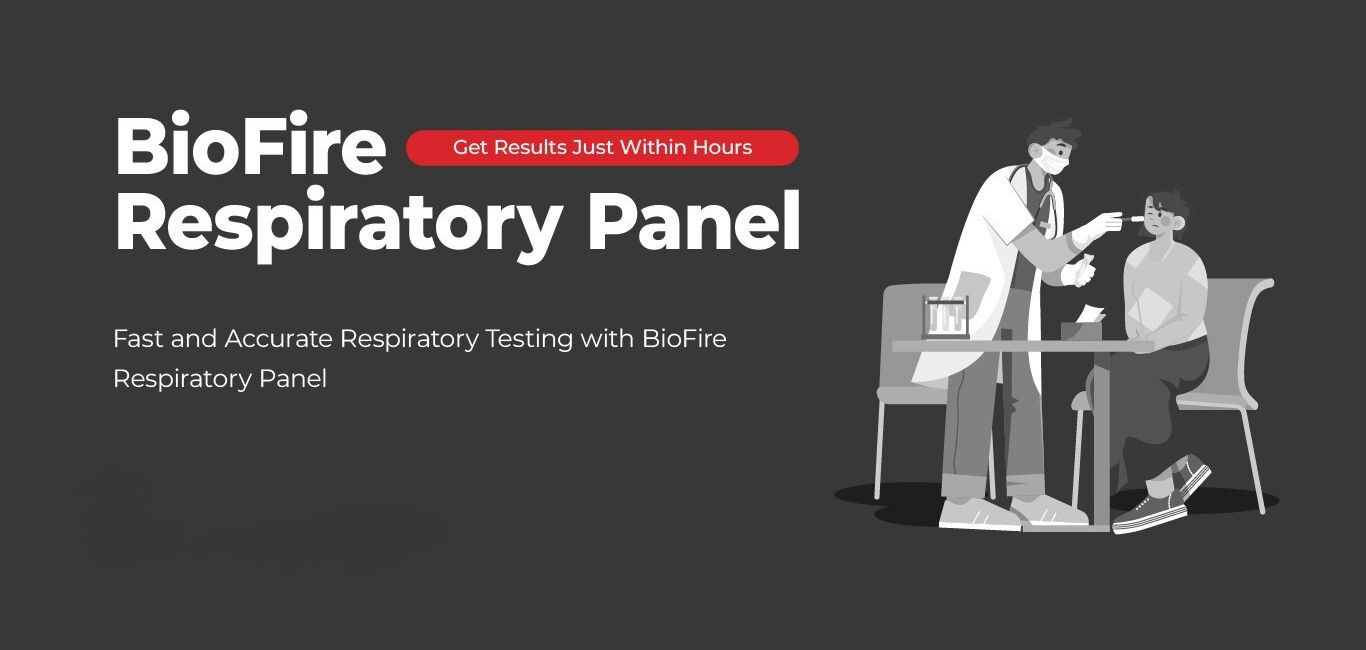 BioFire
Get Results Just Within Hours
Respiratory Panel
Fast and Accurate Respiratory Testing with BioFire
Respiratory Panel